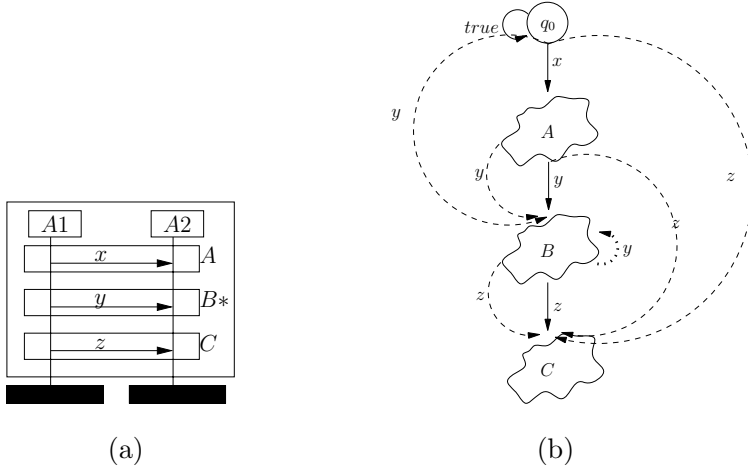 A1 A2
x A
y B*
z C
(a)
true q0
x
y A z
y y z
B y
z z
C
(b)